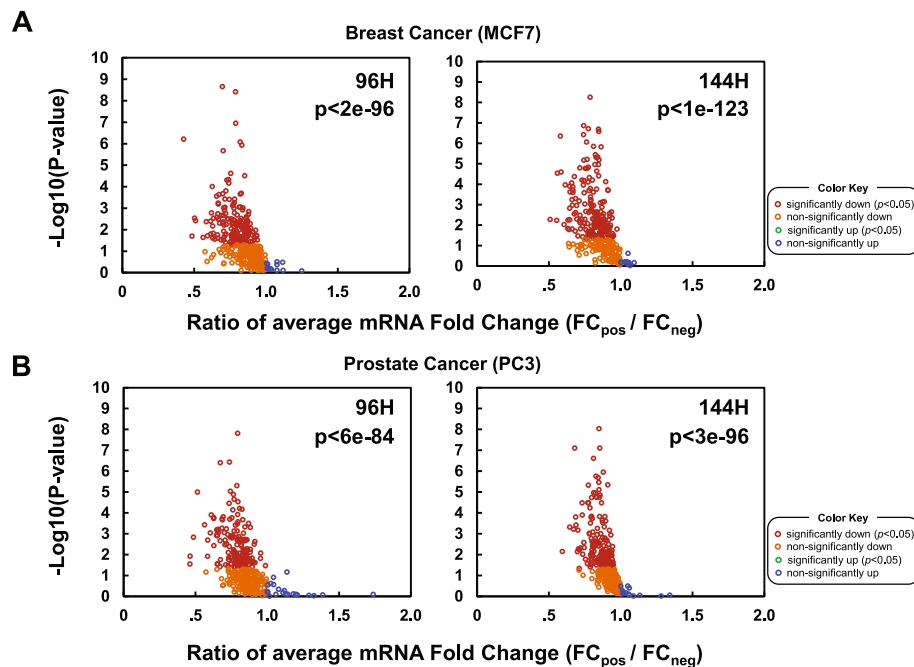 A
Breast Cancer (MCF7)
-Log10(P-value)
10
9
8
7
6
5
4
3
2
1
0
96H
p<2e-96
0 .5 1.0 1.5 2.0
10
9
8
7
6
5
4
3
2
1
0
144H
p<1e-123
0 .5 1.0 1.5 2.0
Color Key
significantly down (p<0.05)
non-significantly down
significantly up (p<0.05)
non-significantly up
Ratio of average mRNA Fold Change (FCpos / FCneg)
B
Prostate Cancer (PC3)
-Log10(P-value)
10
9
8
7
6
5
4
3
2
1
0
96H
p<6e-84
0 .5 1.0 1.5 2.0
10
9
8
7
6
5
4
3
2
1
0
144H
p<3e-96
0 .5 1.0 1.5 2.0
Color Key
significantly down (p<0.05)
non-significantly down
significantly up (p<0.05)
non-significantly up
Ratio of average mRNA Fold Change (FCpos / FCneg)